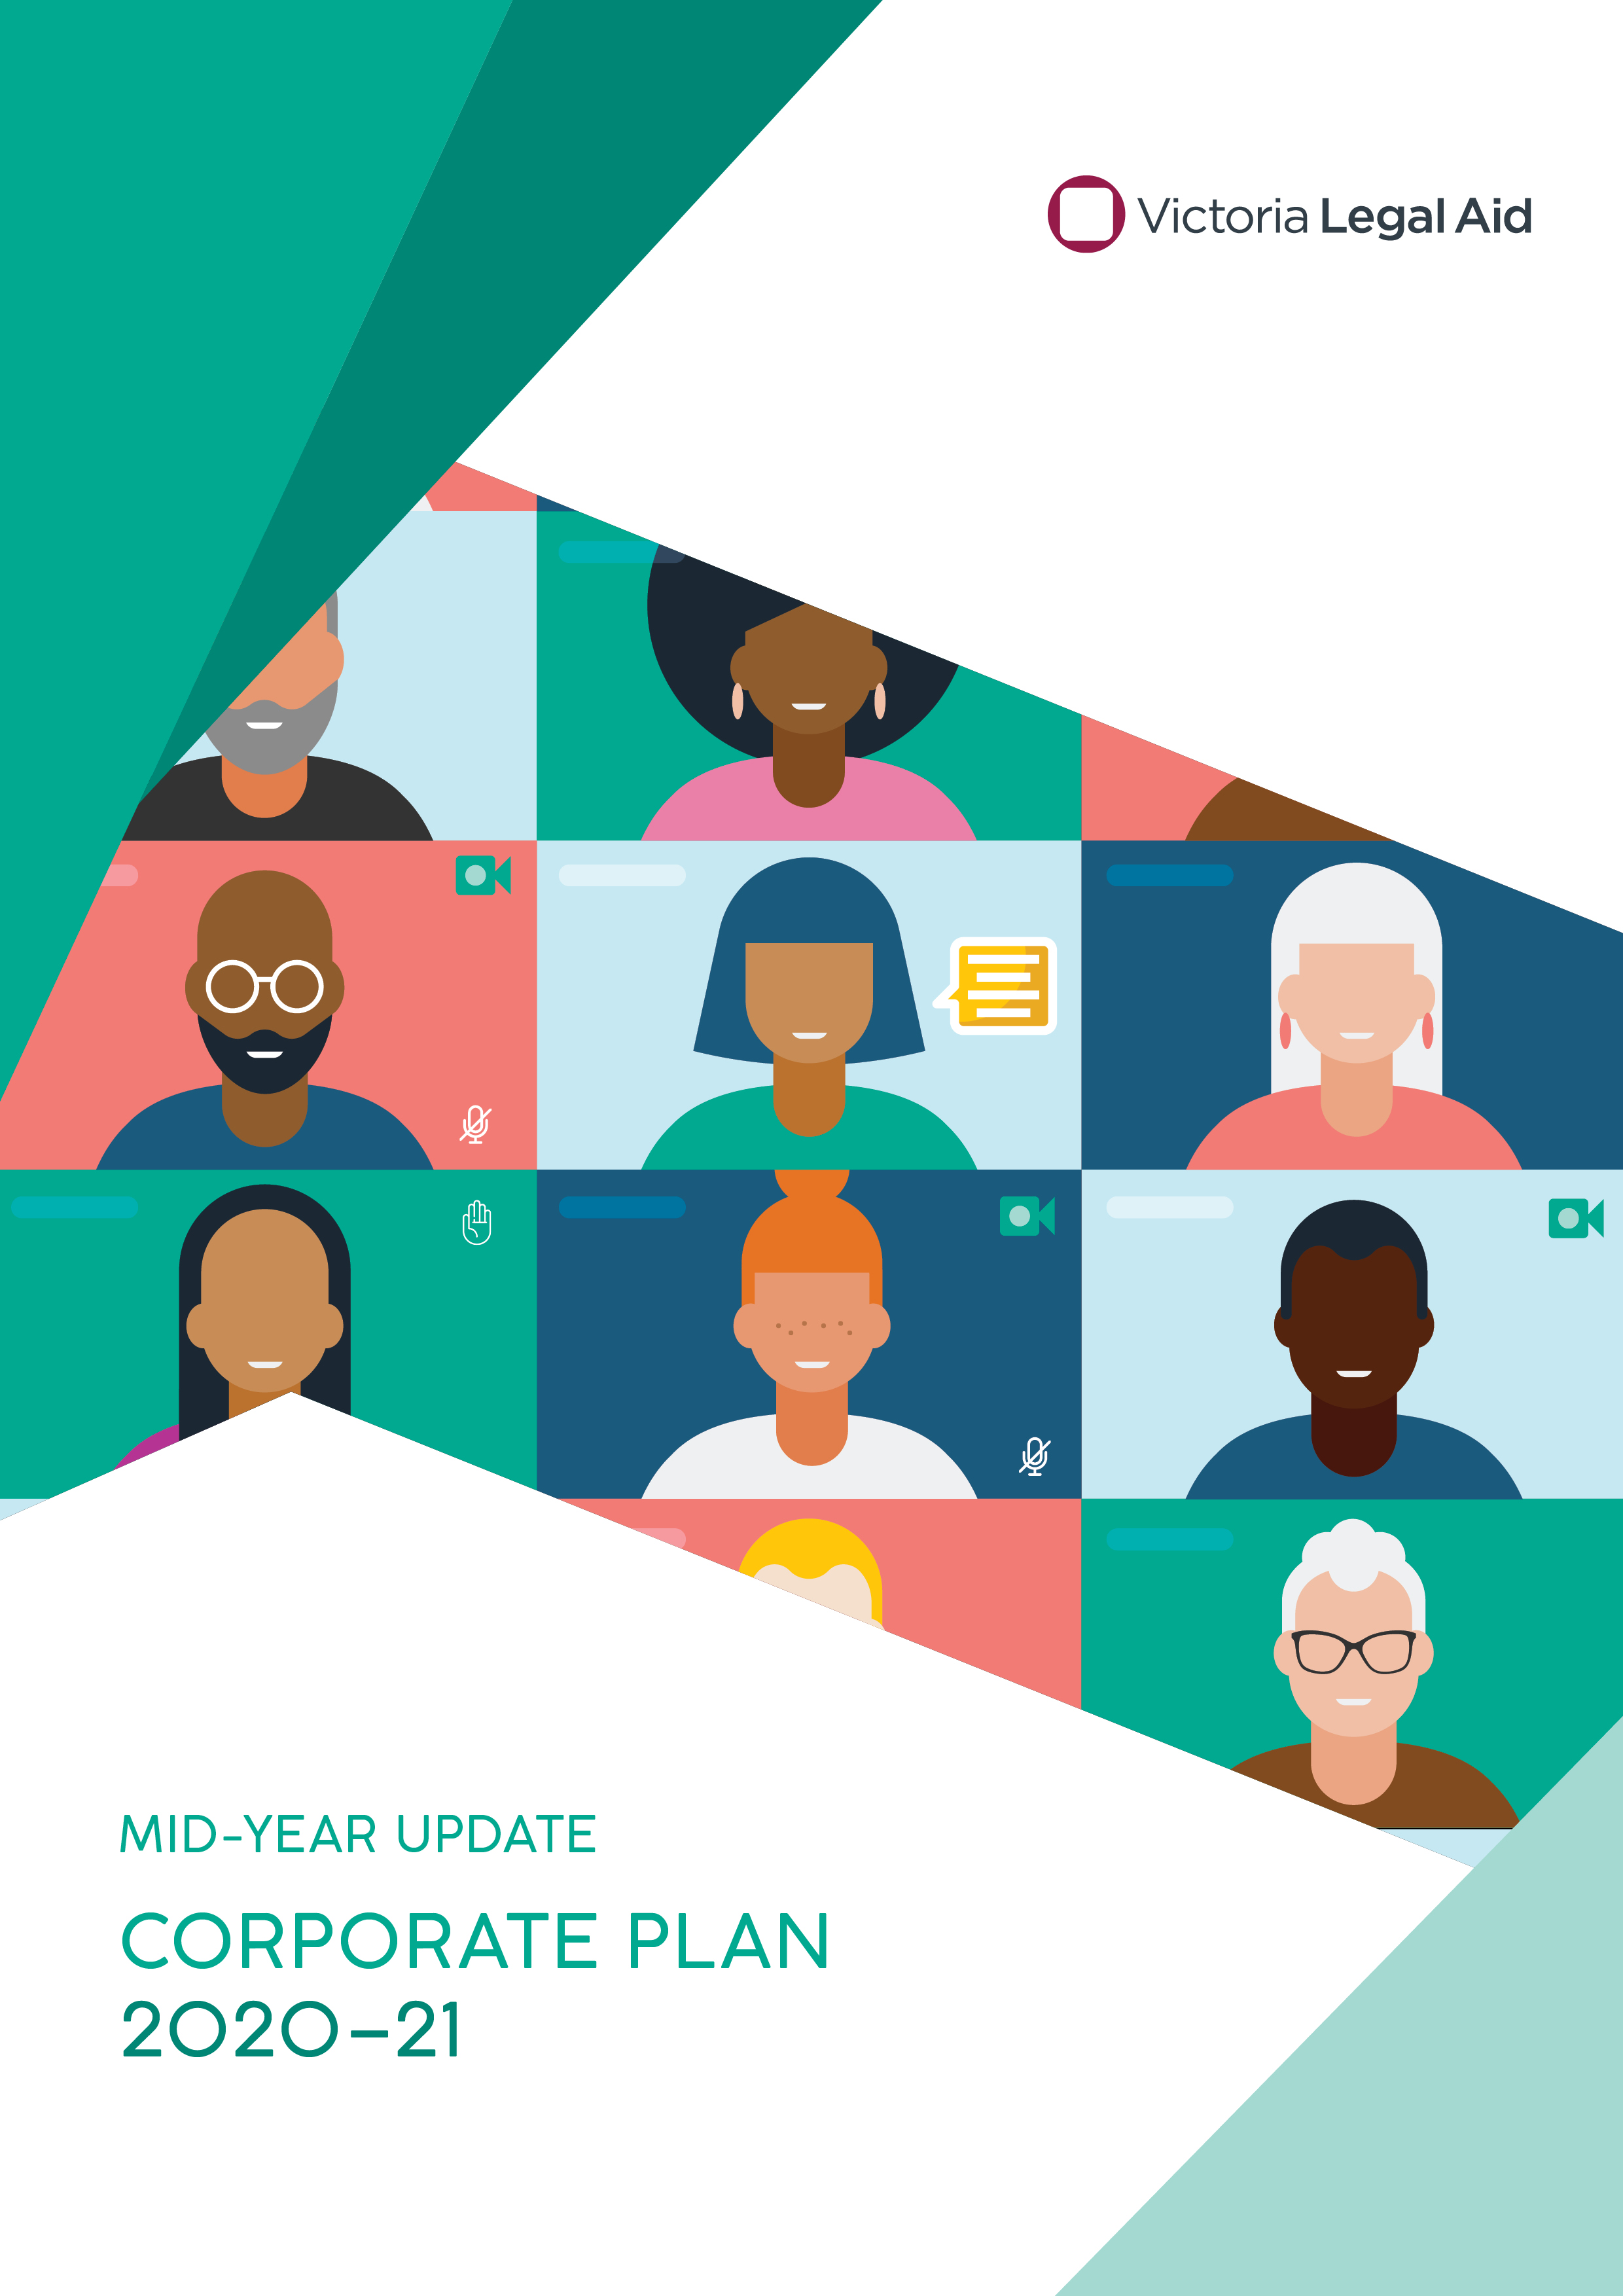 Victoria Legal Aid
MID-YEAR UPDATE
CORPORATE PLAN
2020-21